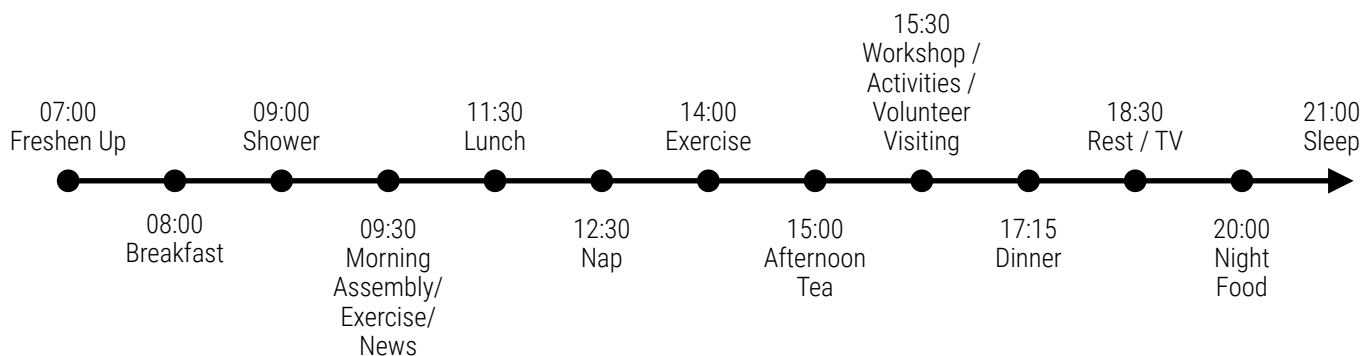 07:00
Freshen Up
08:00
Breakfast
09:00
Shower
09:30
Morning
Assembly/
Exercise/
News
11:30
Lunch
12:30
Nap
14:00
Exercise
15:00
Afternoon
Tea
15:30
Workshop /
Activities /
Volunteer
Visiting
17:15
Dinner
18:30
Rest / TV
20:00
Night
Food
21:00
Sleep